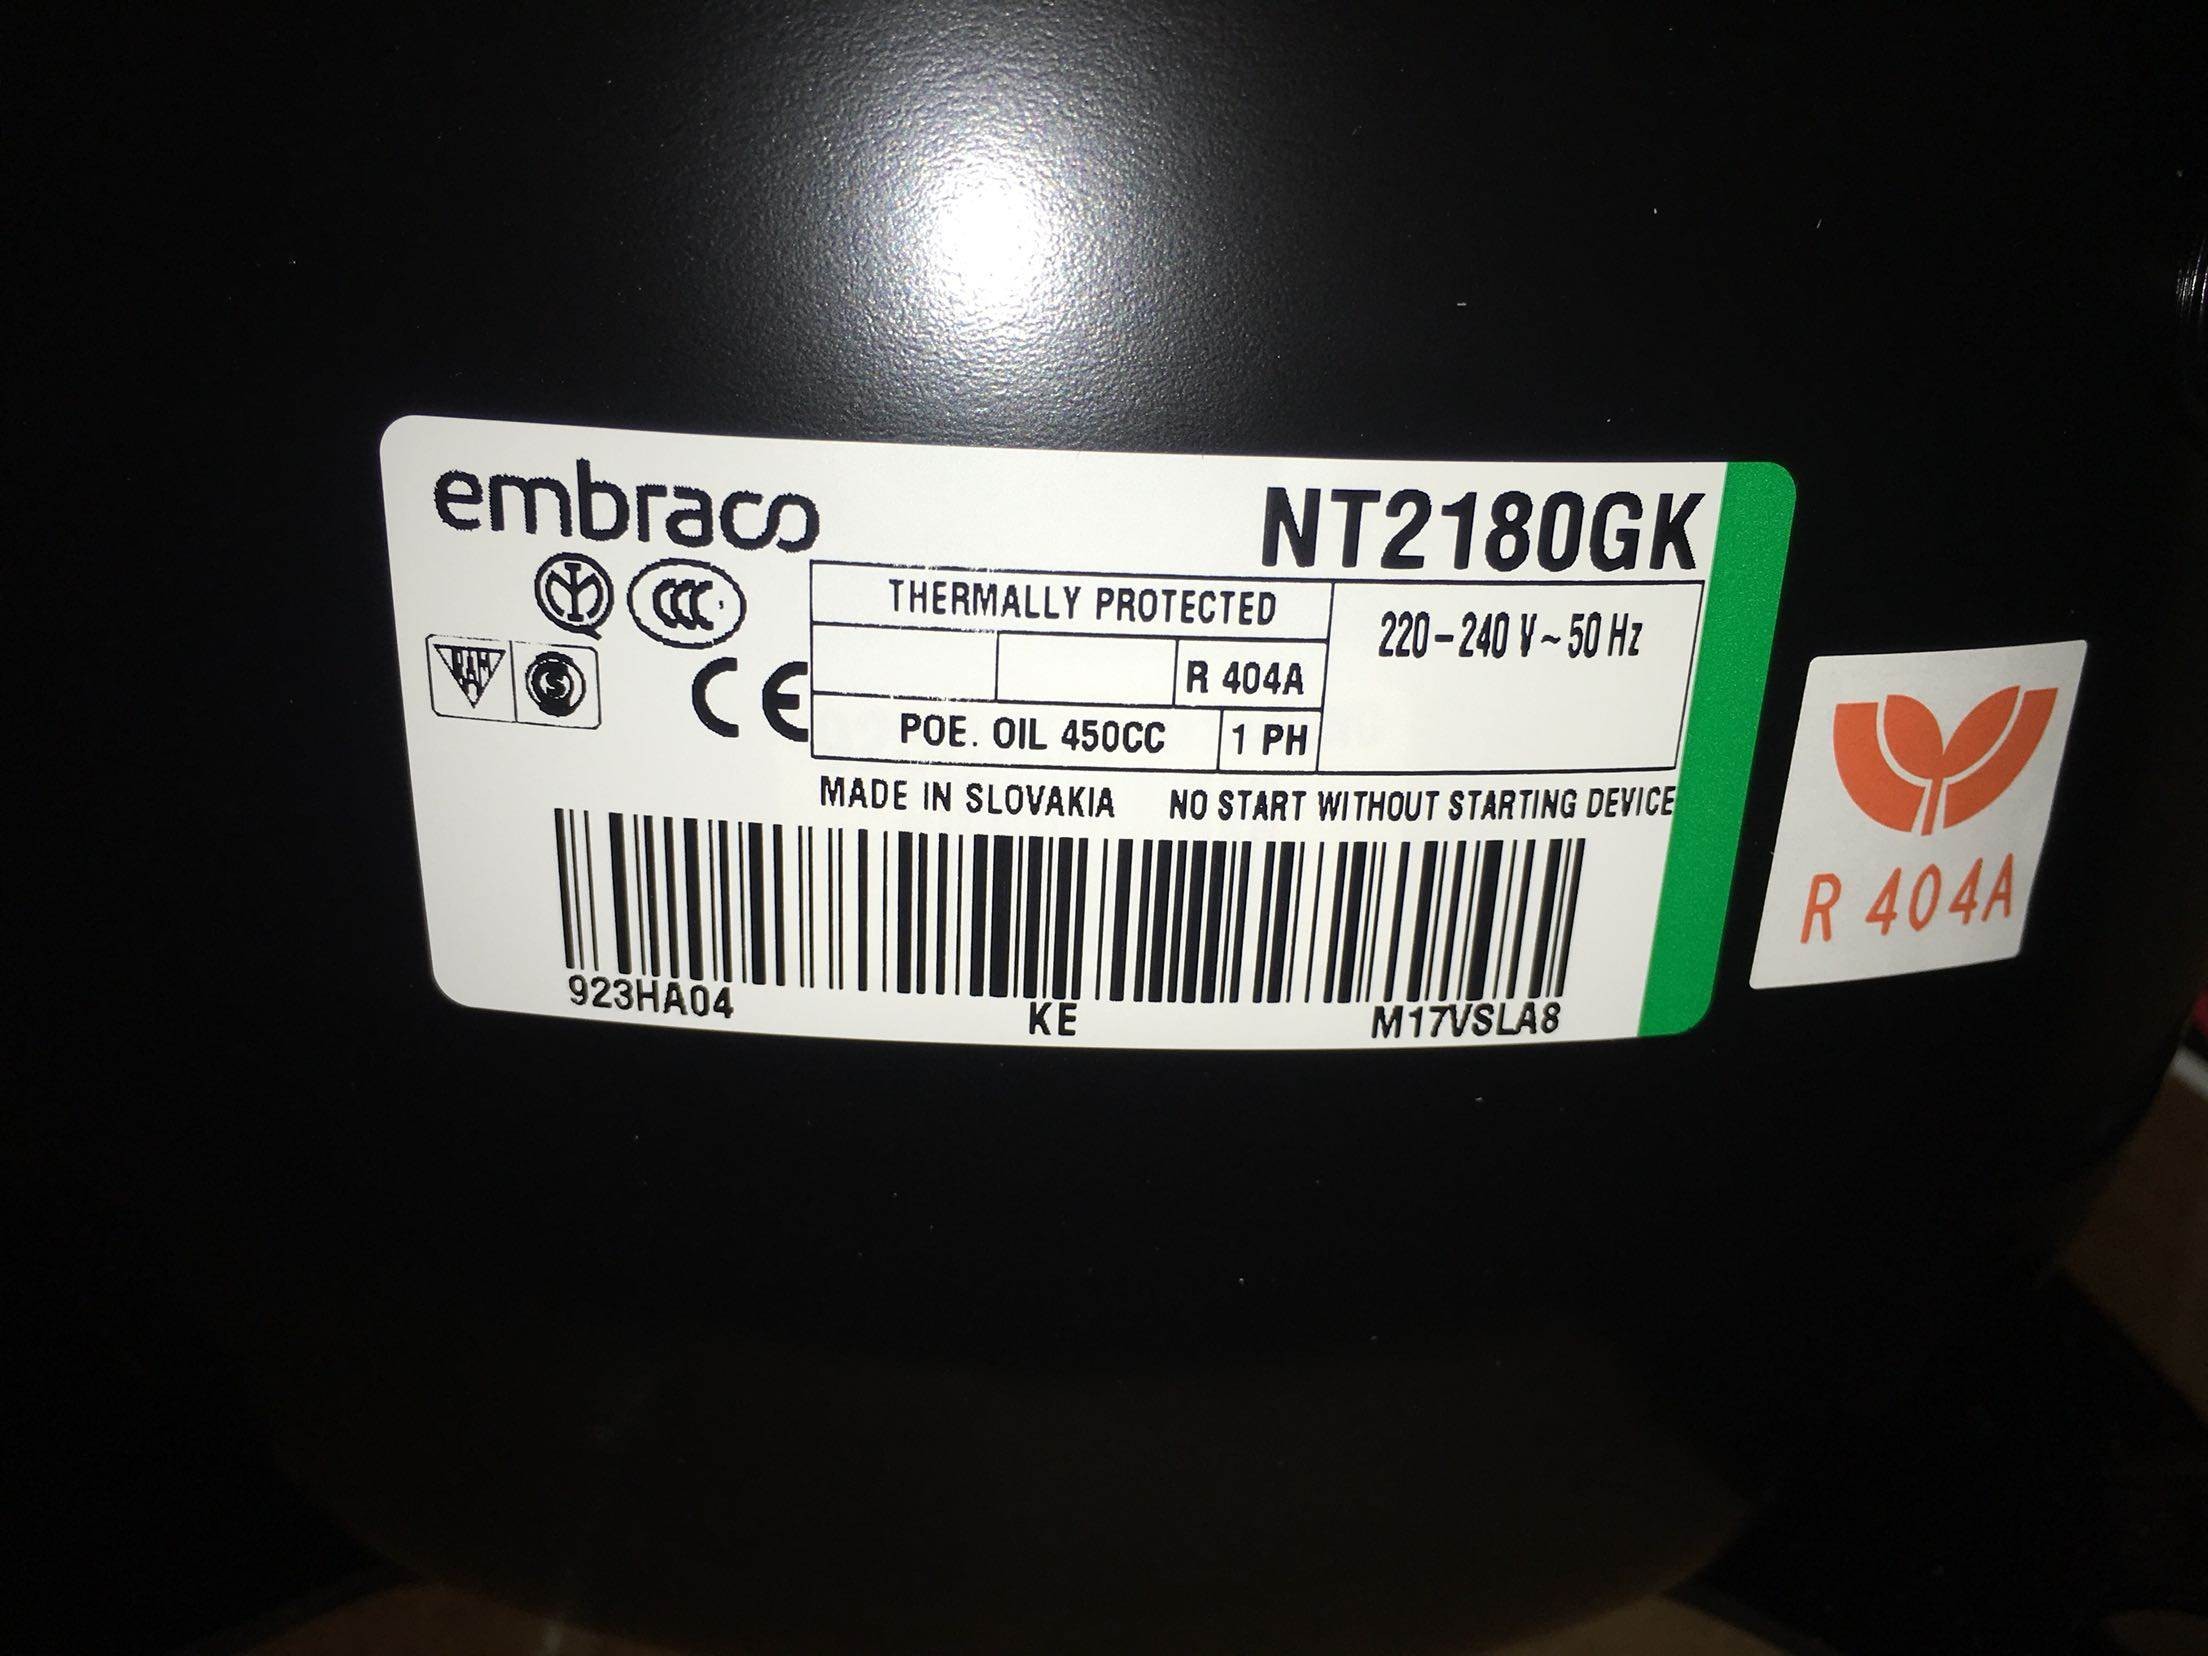 embraco
NT2180GK
THERMALLY PROTECTED
220-240 V~50 Hz
R 404A
POE. OIL 450CC
1 PH
MADE IN SLOVAKIA
NO START WITHOUT STARTING DEVICE
923HA04
KE
M17VSLA8
CCC
CE
S
R 404A